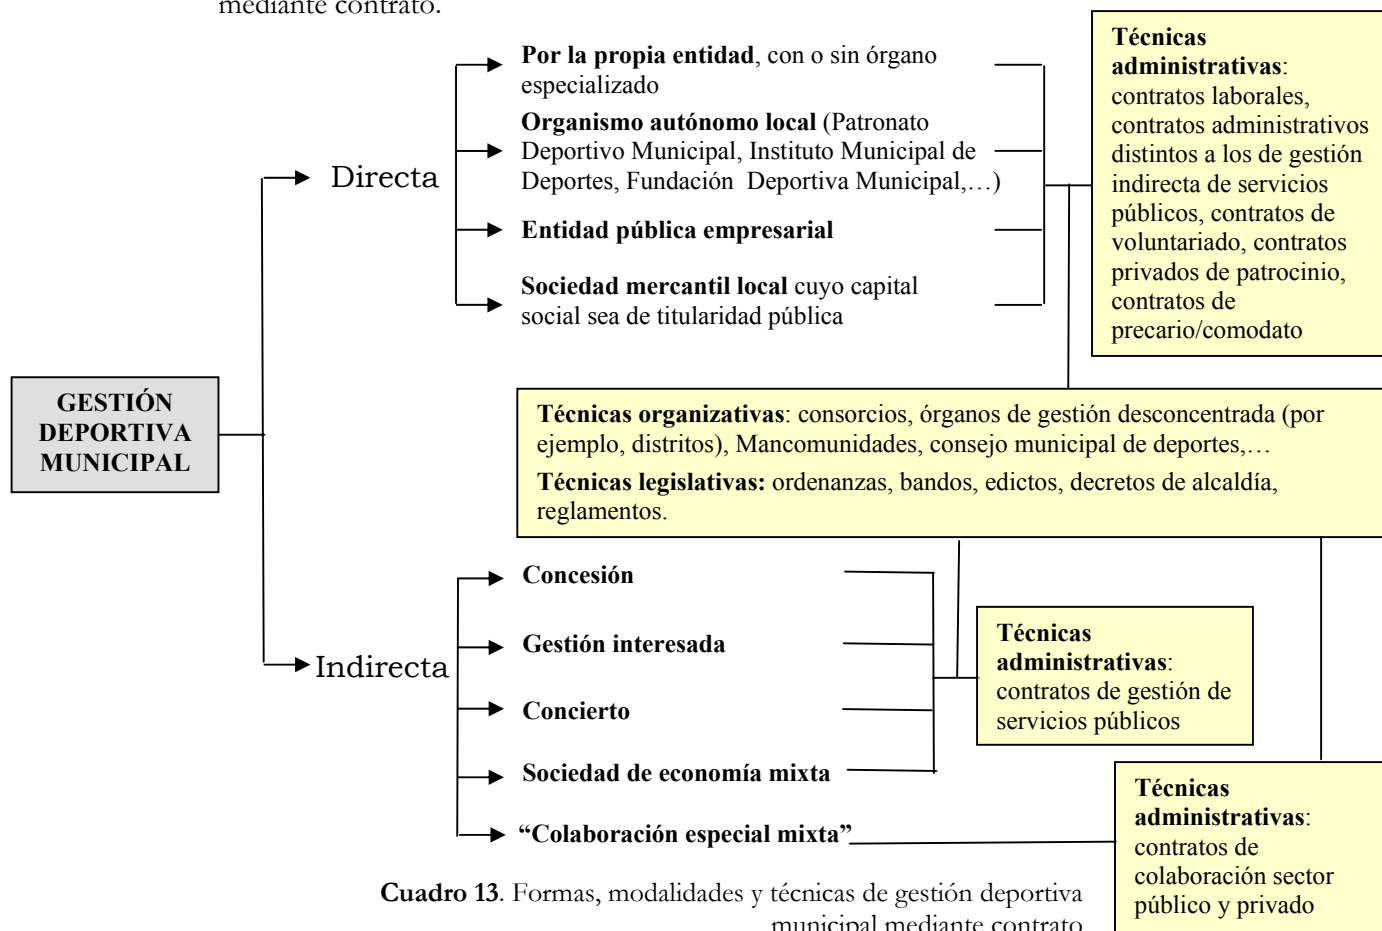 mediante contrato.
Por la propia entidad, con o sin órgano
especializado
Organismo autónomo local (Patronato
Deportivo Municipal, Instituto Municipal de
Deportes, Fundación Deportiva Municipal,…)
Entidad pública empresarial
Sociedad mercantil local cuyo capital
social sea de titularidad pública
Técnicas
administrativas:
contratos laborales,
contratos administrativos
distintos a los de gestión
indirecta de servicios
públicos, contratos de
voluntariado, contratos
privados de patrocinio,
contratos de
precario/comodato
Directa
GESTIÓN
DEPORTIVA
MUNICIPAL
Técnicas organizativas: consorcios, órganos de gestión desconcentrada (por
ejemplo, distritos), Mancomunidades, consejo municipal de deportes,…
Técnicas legislativas: ordenanzas, bandos, edictos, decretos de alcaldía,
reglamentos.
Indirecta
Concesión
Gestión interesada
Concierto
Sociedad de economía mixta
“Colaboración especial mixta”
Técnicas
administrativas:
contratos de gestión de
servicios públicos
Técnicas
administrativas:
contratos de
colaboración sector
público y privado
Cuadro 13. Formas, modalidades y técnicas de gestión deportiva
municipal mediante contrato